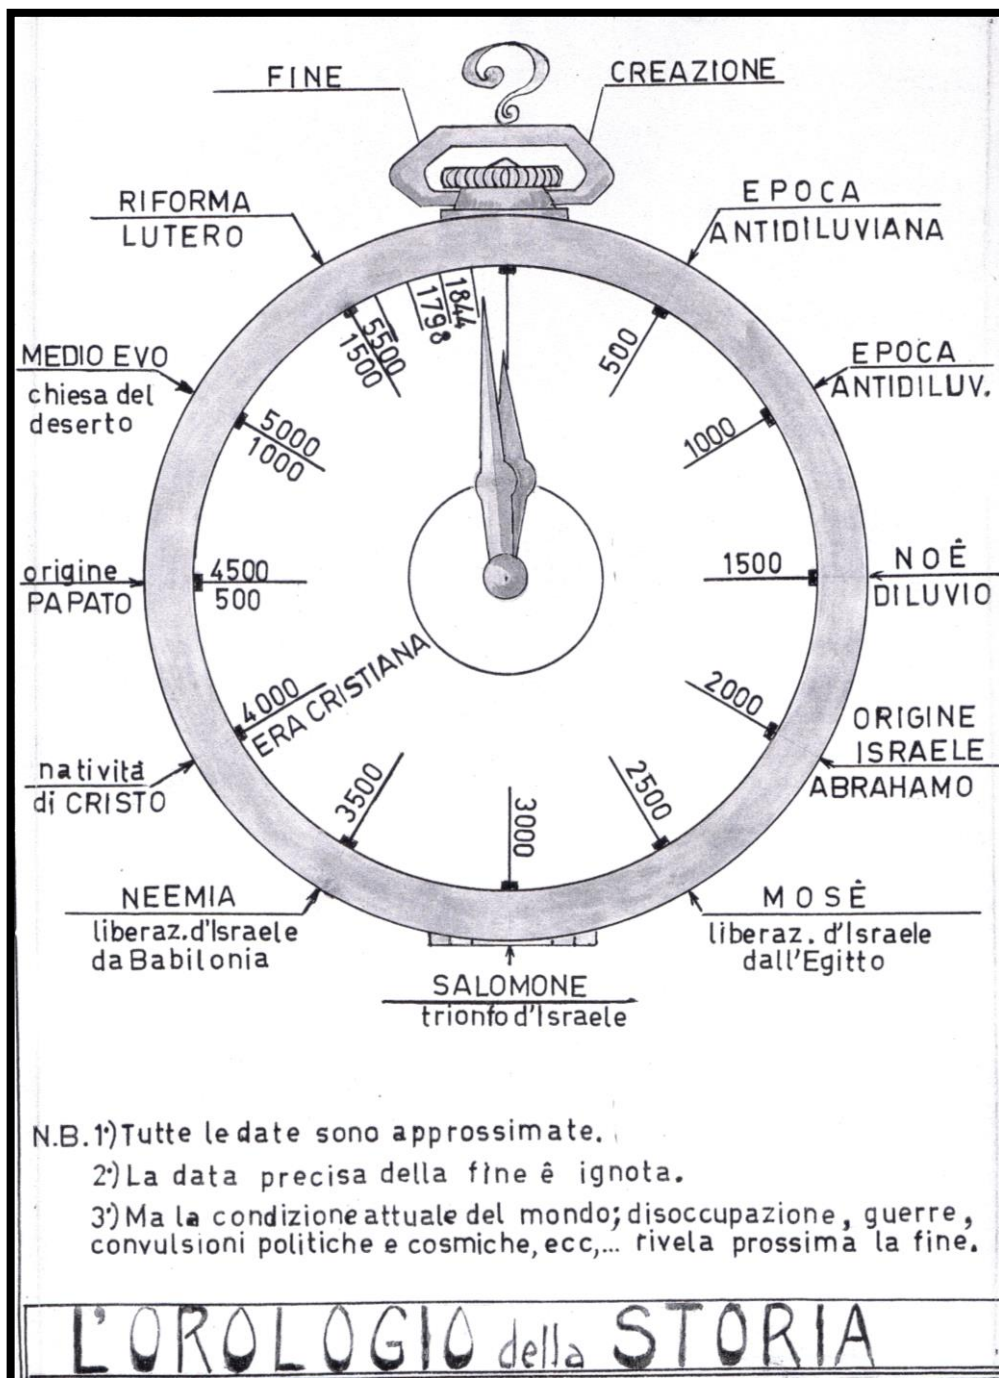 ?
FINE
CREAZIONE
RIFORMA
LUTERO
EPOCA
ANTIDILUVIANA
1844
1798
5500
1500
500
MEDIO EVO
chiesa del
deserto
EPOCA
ANTIDILUV.
5000
1000
1000
origine
PAPATO
4500
500
1500
NOÊ
DILUVIO
4000
ERA CRISTIANA
2000
ORIGINE
ISRAELE
ABRAHAMO
natività
di CRISTO
3500
3000
2500
NEEMIA
liberaz. d'Israele
da Babilonia
MOSÊ
liberaz. d'Israele
dall'Egitto
SALOMONE
trionfo d'Israele
N.B. 1°) Tutte le date sono approssimate.
2°) La data precisa della fine ê ignota.
3°) Ma la condizione attuale del mondo; disoccupazione, guerre,
convulsioni politiche e cosmiche, ecc,... rivela prossima la fine.
L'OROLOGIO della STORIA